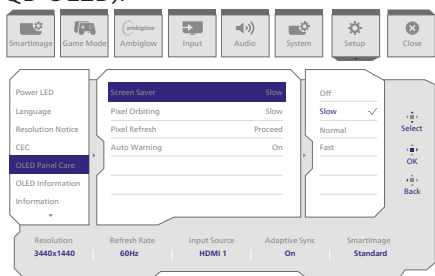 QD OLED).
SmartImage
Game Mode
ambiglow
Ambiglow
Input
Audio
System
Setup
Close
Power LED
Language
Resolution Notice
CEC
OLED Panel Care
OLED Information
Information
Screen Saver Slow
Pixel Orbiting Slow
Pixel Refresh Proceed
Auto Warning On
Off
Slow
Normal
Fast
Select
OK
Back
Resolution Refresh Rate Input Source Adaptive Sync SmartImage
3440x1440 60Hz HDMI 1 On Standard